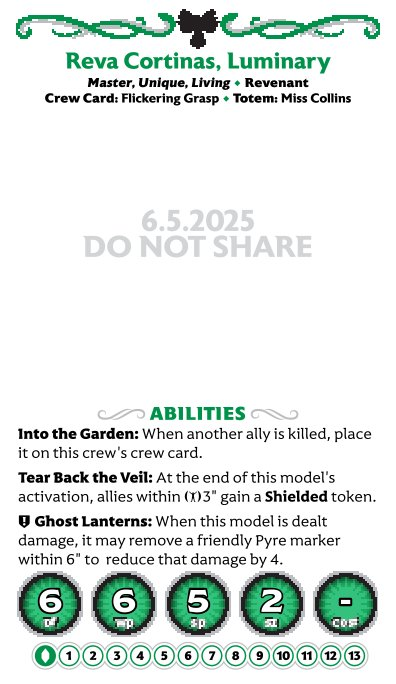 Reva Cortinas, Luminary
Master, Unique, Living ♦ Revenant
Crew Card: Flickering Grasp ♦ Totem: Miss Collins
6.5.2025
DO NOT SHARE
ABILITIES
Into the Garden: When another ally is killed, place
it on this crew's crew card.
Tear Back the Veil: At the end of this model's
activation, allies within 3" gain a Shielded token.
Ghost Lanterns: When this model is dealt
damage, it may remove a friendly Pyre marker
within 6" to reduce that damage by 4.
6 6 5 2 -
Df Wp Sp Sz Cost
1 2 3 4 5 6 7 8 9 10 11 12 13